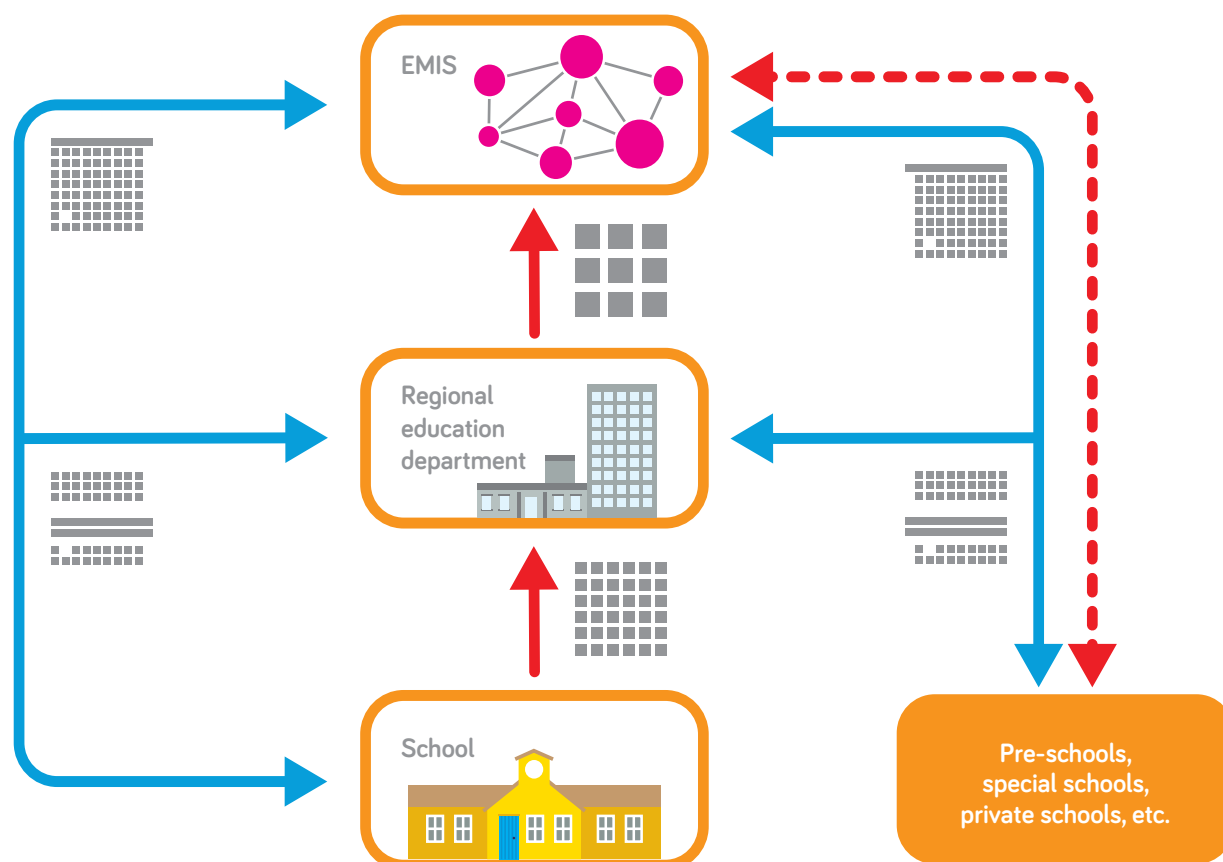 EMIS
Regional
education
department
School
Pre-schools,
special schools,
private schools, etc.